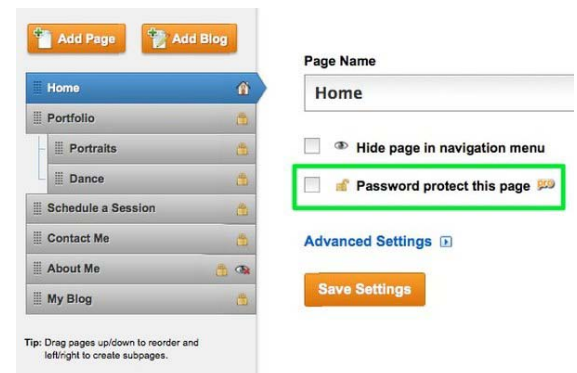 Add Page
Add Blog
Home
Portfolio
Portraits
Dance
Schedule a Session
Contact Me
About Me
My Blog
Tip: Drag pages up/down to reorder and
left/right to create subpages.
Page Name
Home
Hide page in navigation menu
Password protect this page PRO
Advanced Settings
Save Settings